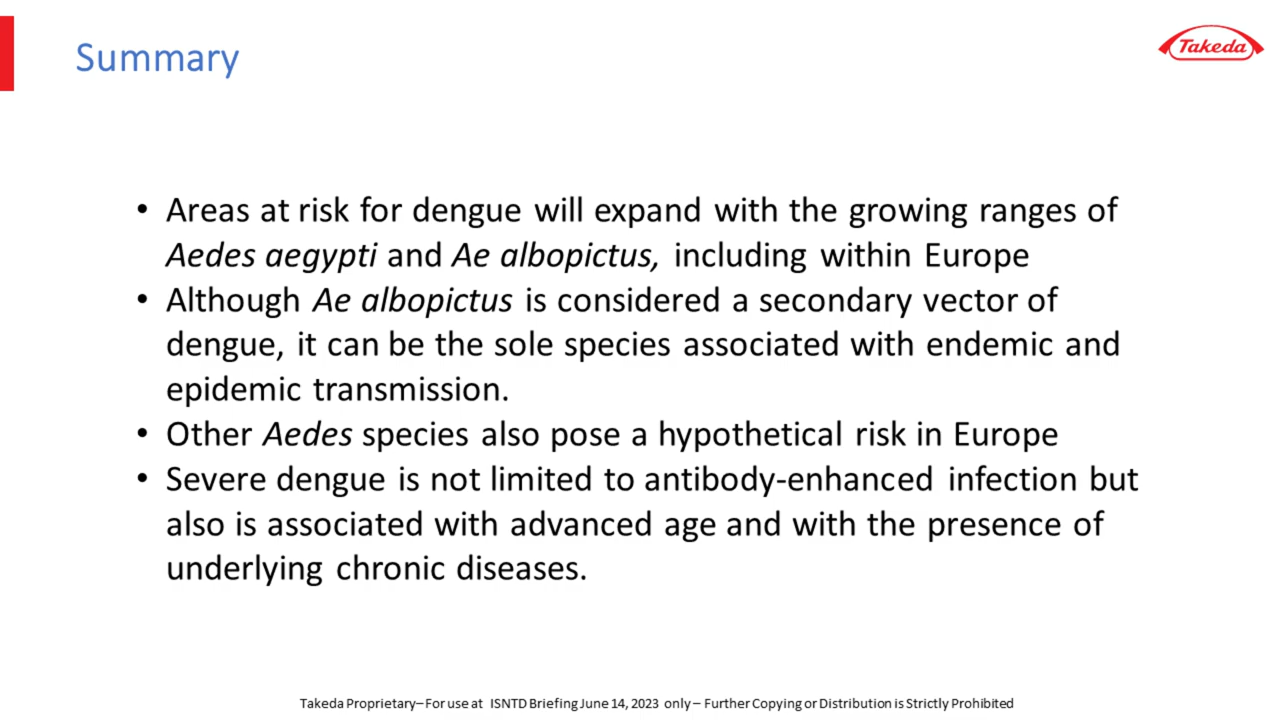 Summary
Takeda
• Areas at risk for dengue will expand with the growing ranges of
Aedes aegypti and Ae albopictus, including within Europe
• Although Ae albopictus is considered a secondary vector of
dengue, it can be the sole species associated with endemic and
epidemic transmission.
• Other Aedes species also pose a hypothetical risk in Europe
• Severe dengue is not limited to antibody-enhanced infection but
also is associated with advanced age and with the presence of
underlying chronic diseases.
Takeda Proprietary– For use at ISNTD Briefing June 14, 2023 only – Further Copying or Distribution is Strictly Prohibited